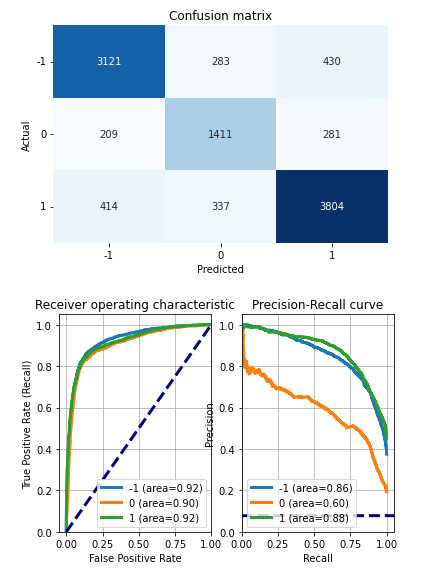 Confusion matrix
-1 3121 283 430
0 209 1411 281
1 414 337 3804
Actual
-1 0 1
Predicted
Receiver operating characteristic
1.0
0.8
0.6
0.4
0.2
0.0
True Positive Rate (Recall)
-1 (area=0.92)
0 (area=0.90)
1 (area=0.92)
0.00 0.25 0.50 0.75 1.00
False Positive Rate
Precision-Recall curve
1.0
0.8
0.6
0.4
0.2
0.0
Precision
-1 (area=0.86)
0 (area=0.60)
1 (area=0.88)
0.00 0.25 0.50 0.75 1.00
Recall